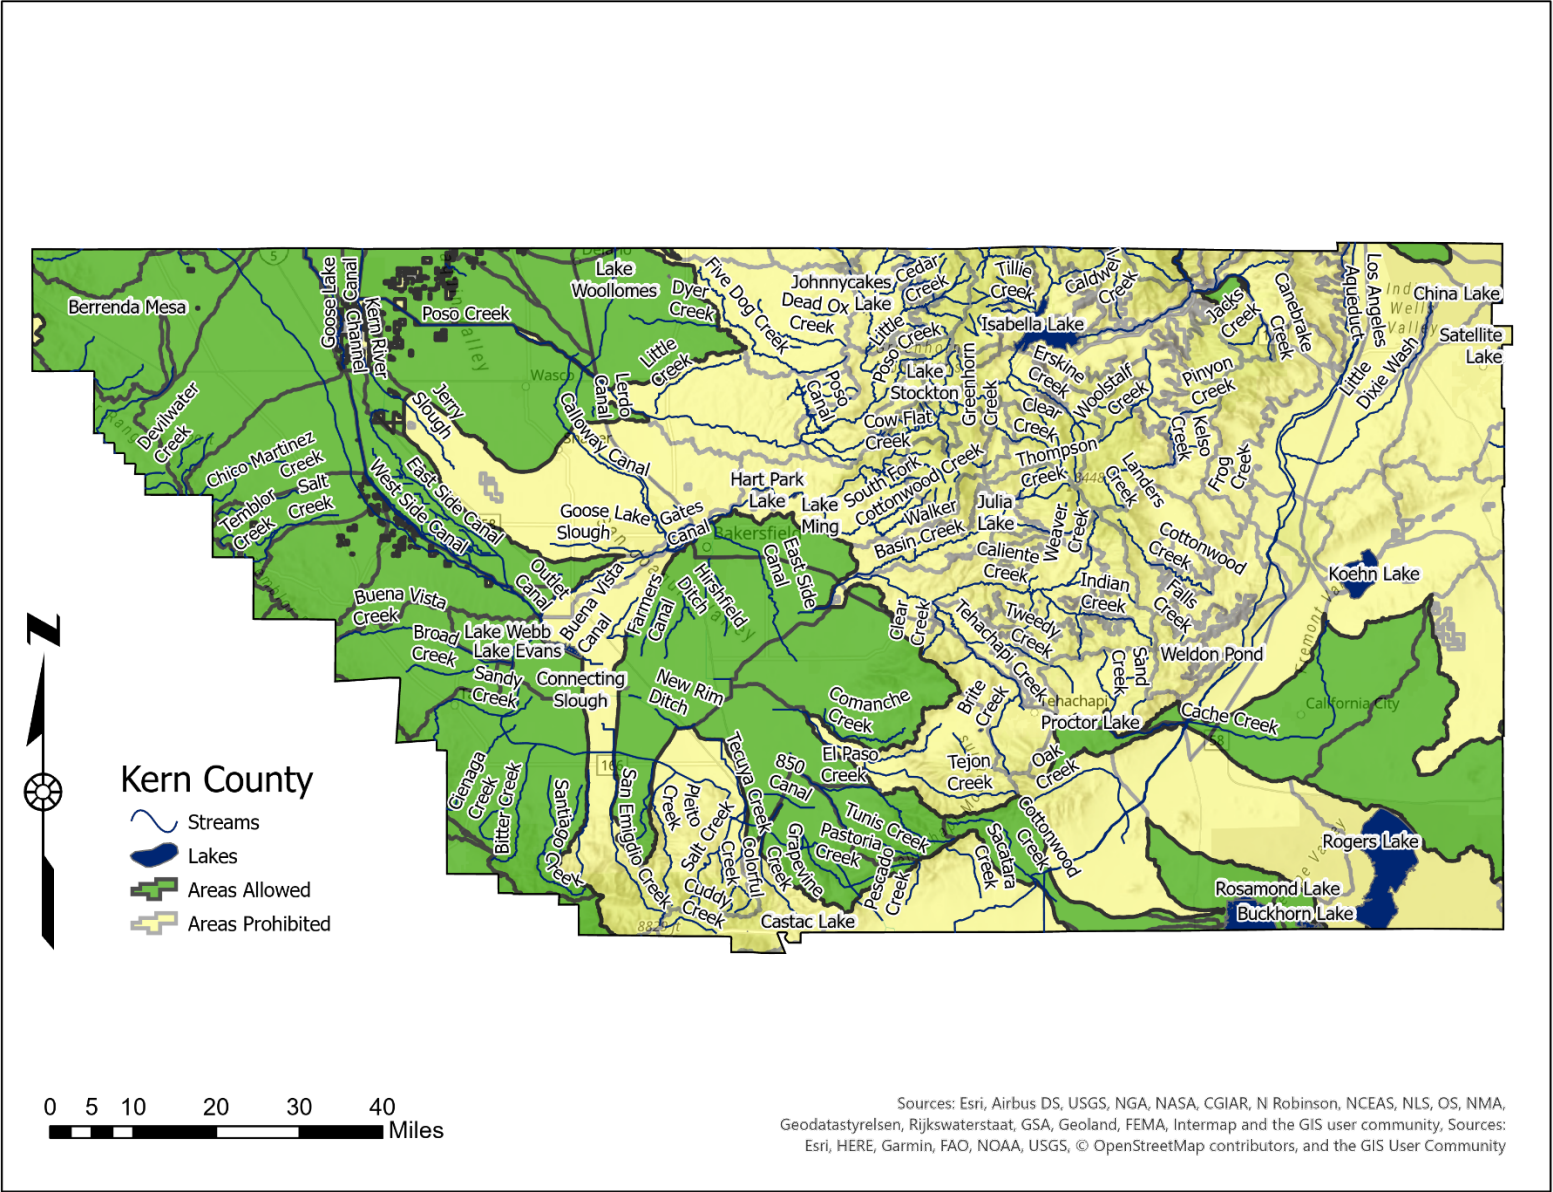 5
Delano
Lake
Woollomes
Berrenda Mesa
Goose Lake
Canal
Kern River
Channel
Poso Creek
Dyer
Creek
Five Dog Creek
Johnnycakes
Dead Ox Lake
Creek
Cedar
Creek
Tillie
Creek
Caldwell
Creek
Little
Poso Creek
Isabella Lake
Jacks
Creek
Canebrake
Creek
Los Angeles
Aqueduct
China Lake
Satellite
Lake
Little
Dixie Wash
Little
Creek
Wasco
Lerdo
Canal
Calloway Canal
Jerry
Slough
Devilwater
Creek
Poso
Canal
Lake
Stockton
Greenhorn
Creek
Erskine
Creek
Woolstalf
Creek
Pinyon
Creek
Clear
Creek
Cow Flat
Creek
Kelso
Creek
Frog
Creek
Thompson
Creek
Landers
Creek
Chico Martinez
Creek
Salt
Creek
Temblor
Creek
West Side Canal
East Side Canal
Hart Park
Lake
Lake
Ming
South Fork
Cottonwood Creek
Walker
Basin Creek
Julia
Lake
Weaver
Creek
Caliente
Creek
Cottonwood
Creek
Goose Lake
Slough
Gates
Canal
Bakersfield
East Side
Canal
Outlet
Canal
Buena Vista
Canal
Farmers
Canal
Hirshfield
Ditch
Indian
Creek
Falls
Creek
Koehn Lake
Buena Vista
Creek
Broad
Creek
Lake Webb
Lake Evans
Clear
Creek
Tehachapi Creek
Tweedy
Creek
Sand
Creek
Weldon Pond
Sandy
Creek
Connecting
Slough
New Rim
Ditch
Comanche
Creek
Brite
Creek
Tehachapi
Proctor Lake
Cache Creek
58
California City
Cienaga
Creek
Bitter Creek
Santiago
Creek
166
San Emigdio Creek
Pleito
Creek
Salt Creek
Tecuya Creek
850
Canal
El Paso
Creek
Tejon
Creek
Oak
Creek
Tunis Creek
Pastoria
Creek
Grapevine
Creek
Colorful
Creek
Cuddy
Creek
Pescado
Creek
Sacatara
Creek
Cottonwood
Creek
Castac Lake
Rogers Lake
Rosamond Lake
Buckhorn Lake
N
Kern County
Streams
Lakes
Areas Allowed
Areas Prohibited
0 5 10 20 30 40
Miles
Sources: Esri, Airbus DS, USGS, NGA, NASA, CGIAR, N Robinson, NCEAS, NLS, OS, NMA,
Geodatastyrelsen, Rijkswaterstaat, GSA, Geoland, FEMA, Intermap and the GIS user community, Sources:
Esri, HERE, Garmin, FAO, NOAA, USGS, © OpenStreetMap contributors, and the GIS User Community